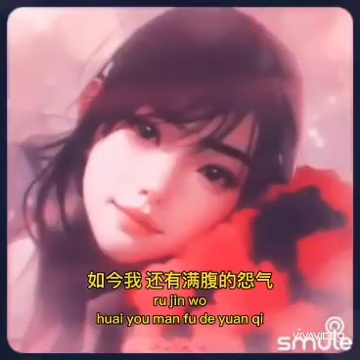 如今我 还有满腹的怨气
ru jin wo
huai you man fu de yuan qi
VIVAVIDEO
smule